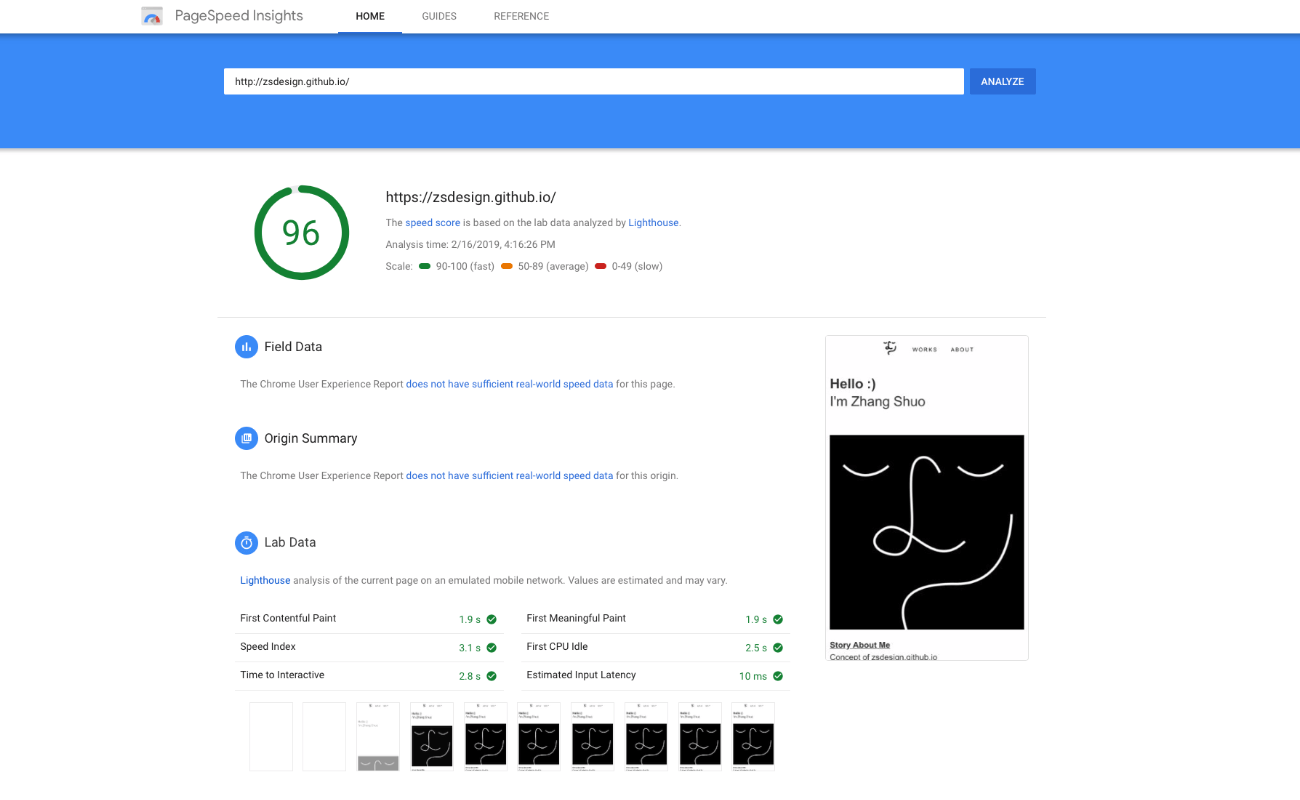 PageSpeed Insights
HOME
GUIDES
REFERENCE
http://zsdesign.github.io/
ANALYZE
96
https://zsdesign.github.io/
The speed score is based on the lab data analyzed by Lighthouse.
Analysis time: 2/16/2019, 4:16:26 PM
Scale: 90-100 (fast) 50-89 (average) 0-49 (slow)
Field Data
The Chrome User Experience Report does not have sufficient real-world speed data for this page.
Origin Summary
The Chrome User Experience Report does not have sufficient real-world speed data for this origin.
Lab Data
Lighthouse analysis of the current page on an emulated mobile network. Values are estimated and may vary.
First Contentful Paint 1.9 s
First Meaningful Paint 1.9 s
Speed Index 3.1 s
First CPU Idle 2.5 s
Time to Interactive 2.8 s
Estimated Input Latency 10 ms
WORKS ABOUT
Hello :)
I'm Zhang Shuo
Story About Me
Concept of zsdesign.github.io